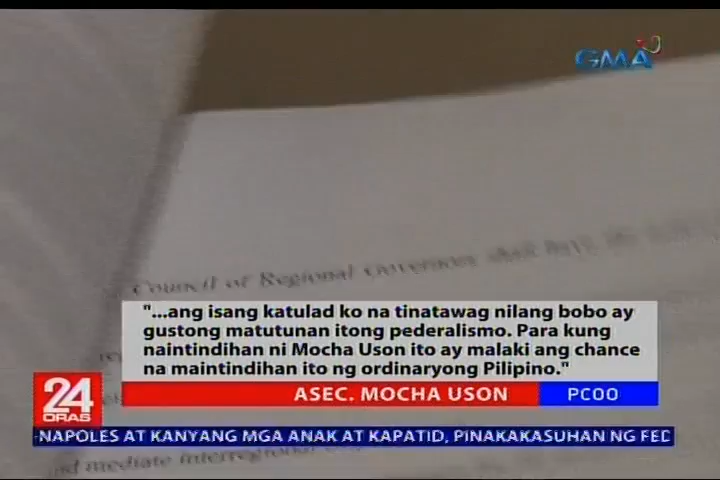 GMA
Council of Regional Governors shall
"...ang isang katulad ko na tinatawag nilang bobo ay
gustong matutunan itong pederalismo. Para kung
naintindihan ni Mocha Uson ito ay malaki ang chance
na maintindihan ito ng ordinaryong Pilipino."
24
ORAS
ASEC. MOCHA USON
PCOO
NAPOLES AT KANYANG MGA ANAK AT KAPATID, PINAKAKASUHAN NG FED
and mediate interregional